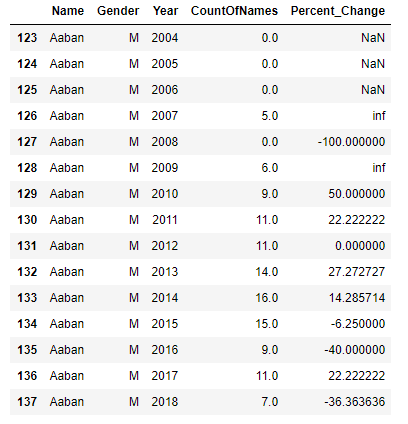 Name Gender Year CountOfNames Percent_Change
123 Aaban M 2004 0.0 NaN
124 Aaban M 2005 0.0 NaN
125 Aaban M 2006 0.0 NaN
126 Aaban M 2007 5.0 inf
127 Aaban M 2008 0.0 -100.000000
128 Aaban M 2009 6.0 inf
129 Aaban M 2010 9.0 50.000000
130 Aaban M 2011 11.0 22.222222
131 Aaban M 2012 11.0 0.000000
132 Aaban M 2013 14.0 27.272727
133 Aaban M 2014 16.0 14.285714
134 Aaban M 2015 15.0 -6.250000
135 Aaban M 2016 9.0 -40.000000
136 Aaban M 2017 11.0 22.222222
137 Aaban M 2018 7.0 -36.363636